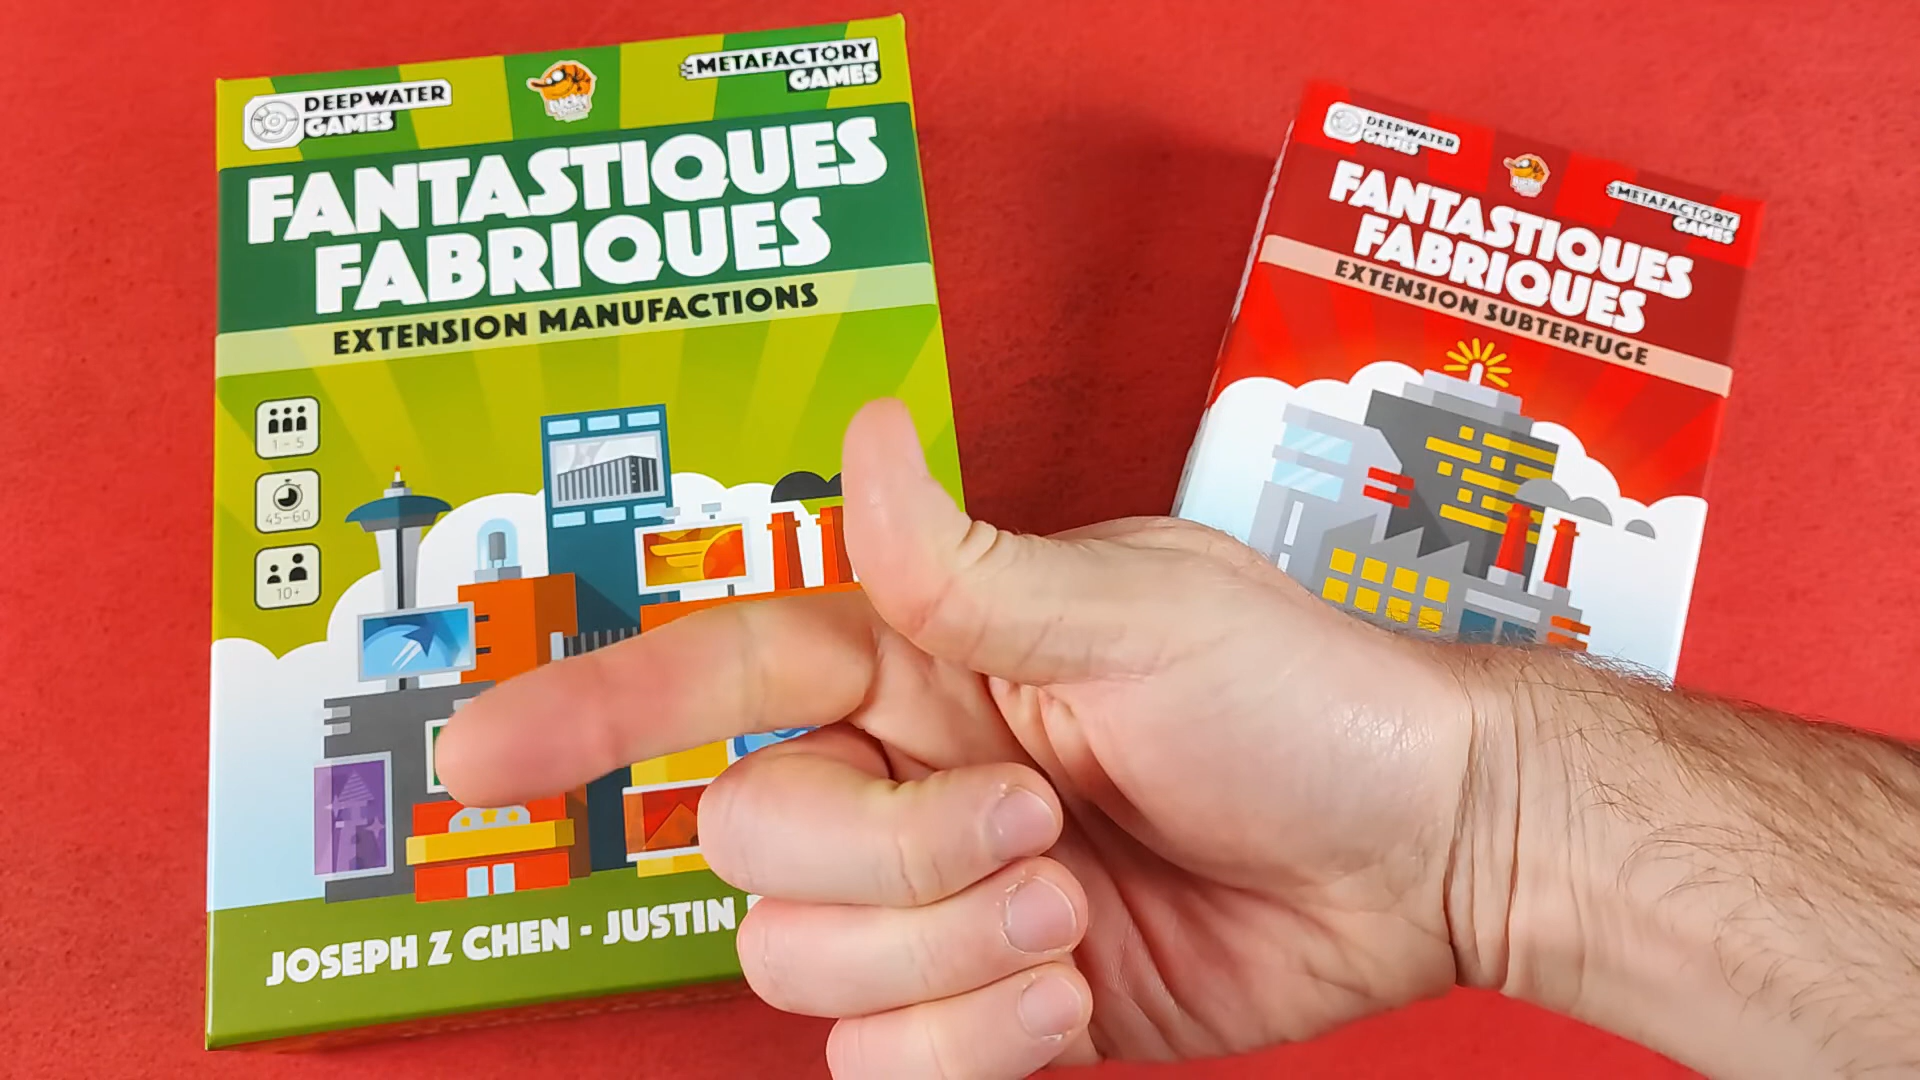 DEEPWATER
GAMES
METAFACTORY
GAMES
FANTASTIQUES
FABRIQUES
EXTENSION MANUFACTIONS
1 - 5
45-60
10+
JOSEPH Z CHEN - JUSTIN
DEEPWATER
GAMES
METAFACTORY
GAMES
FANTASTIQUES
FABRIQUES
EXTENSION SUBTERFUGE